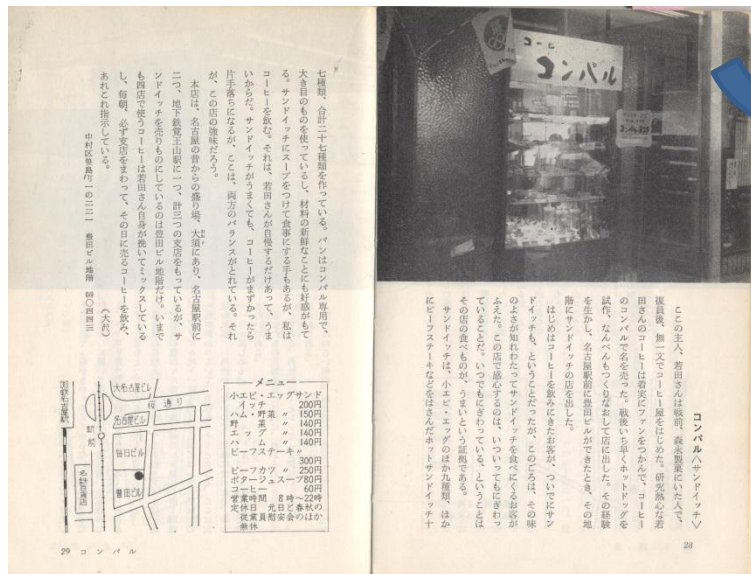 コーヒ
コンパル
コンパル〈サンドイッチ〉
ここの主人、若田さんは戦前、森永製菓にいた人で、
復員後、無一文でコーヒー屋をはじめた。研究熱心な若
田さんのコーヒーは着実にファンをつかんで、コーヒー
のコンパルで名を売った。戦後いち早くホットドッグを
試作、なんべんもつくりなおして店に出した。その経験
を生かし、名古屋駅前に豊田ビルができたとき、その地
階にサンドイッチの店を出した。
はじめはコーヒーを飲みにきたお客が、ついでにサン
ドイッチも、ということだったが、このごろは、その味
のよさが知れわたってサンドイッチを食べにくるお客が
ふえた。この店で感心するのは、いついってもにぎわっ
ていることだ。いつでもにぎわっている、ということは
その店の食べものが、うまいという証拠である。
サンドイッチは、小エビ・エッグのほか九種類、ほか
にビーフステーキなどをはさんだホットサンドイッチ十
28
七種類、合計二十七種類を作っている。パンはコンパル専用で、
大き目のものを使っているし、材料の新鮮なことにも好感がもて
る。サンドイッチにスープをつけて食事にする手もあるが、私は
コーヒーを飲む。それは、若田さんが自慢するだけあって、うま
いからだ。サンドイッチがうまくても、コーヒーがまずかったら
片手落ちになるが、ここは、両方のバランスがとれている。それ
が、この店の強味だろう。
本店は、名古屋の昔からの盛り場、大須にあり、名古屋駅前に
二つ、地下鉄覚王山駅に一つ、計三つの支店をもっているが、サ
ンドイッチを売りものにしているのは豊田ビル地階だけ。いまで
も四店で使うコーヒーは若田さん自身が挽いてミックスしている
し、毎朝、必ず支店をまわって、その日に売るコーヒーを飲み、
あれこれ指示している。
（大沢）
豊田ビル地階
メニュー
小エビ・エッグサンド
イッチ 200円
ハム・野菜 〃 150円
野菜 〃 140円
エッグ 〃 140円
ハム 〃 140円
ビーフステーキ〃
300円
ビーフカツ 〃 250円
ポタージュスープ80円
コーヒー 60円
営業時間 8時〜22時
定休日 元日と春秋の
従業員慰安会のほか
無休
大名古屋ビル
桜通り
名古屋ビル
駅前
毎日ビル
豊田ビル
29 コンパル